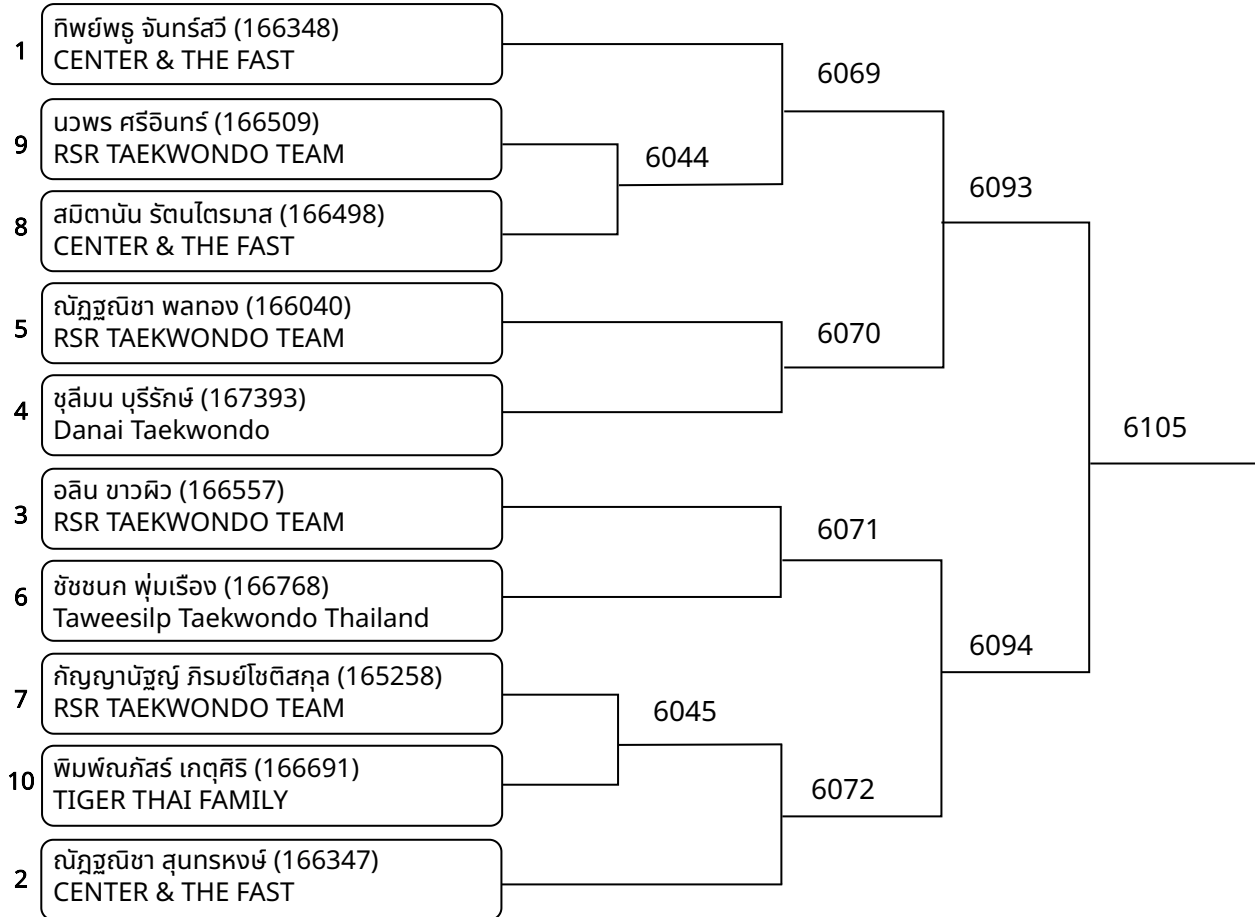 1
ทิพย์พธู จันทร์สวี (166348)
CENTER & THE FAST
6069
9
นวพร ศรีอินทร์ (166509)
RSR TAEKWONDO TEAM
6044
6093
8
สมิตานัน รัตนไตรมาส (166498)
CENTER & THE FAST
5
ณัฏฐณิชา พลทอง (166040)
RSR TAEKWONDO TEAM
6070
4
ชุลีมน บุรีรักษ์ (167393)
Danai Taekwondo
6105
3
อลิน ขาวผิว (166557)
RSR TAEKWONDO TEAM
6071
6
ชัชชนก พุ่มเรือง (166768)
Taweesilp Taekwondo Thailand
6094
7
กัญญานัฐญ์ ภิรมย์โชติสกุล (165258)
RSR TAEKWONDO TEAM
6045
10
พิมพ์ณภัสร์ เกตุศิริ (166691)
TIGER THAI FAMILY
6072
2
ณัฏฐณิชา สุนทรหงษ์ (166347)
CENTER & THE FAST